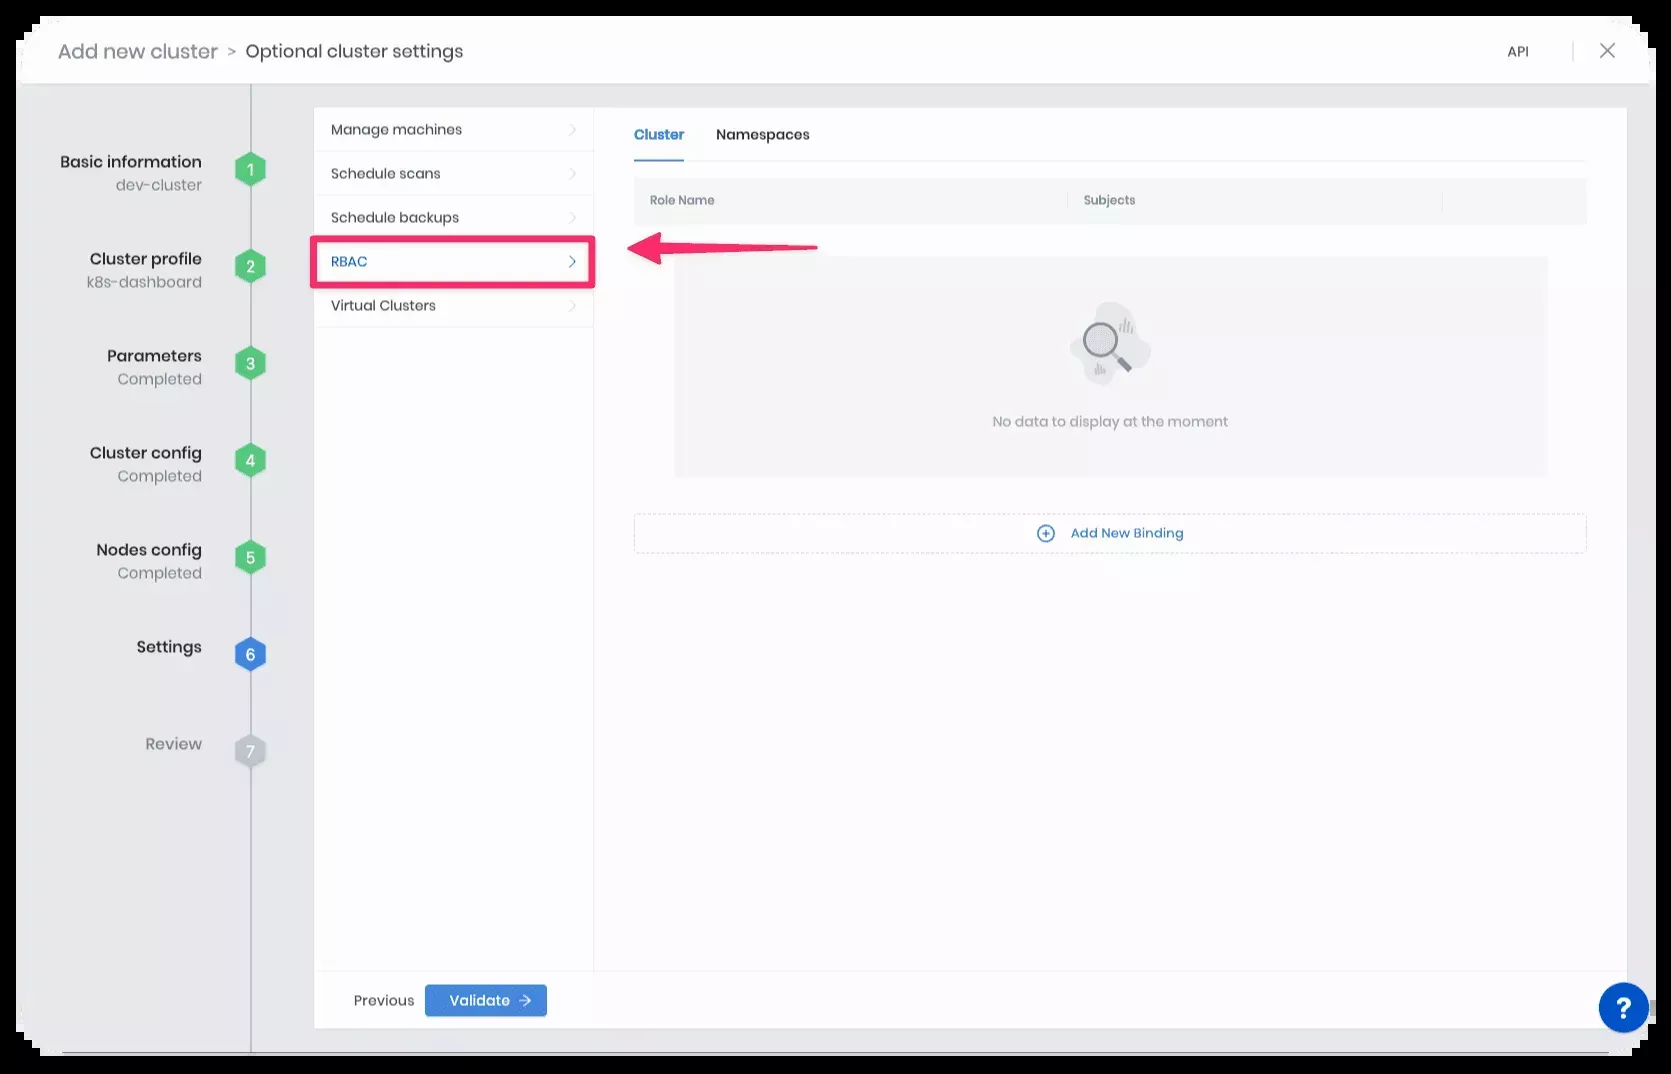 Add new cluster > Optional cluster settings
API
Basic information
dev-cluster
1
Cluster profile
k8s-dashboard
2
Parameters
Completed
3
Cluster config
Completed
4
Nodes config
Completed
5
Settings
6
Review
7
Manage machines
Schedule scans
Schedule backups
RBAC
Virtual Clusters
Cluster Namespaces
Role Name Subjects
No data to display at the moment
Add New Binding
Previous Validate
?